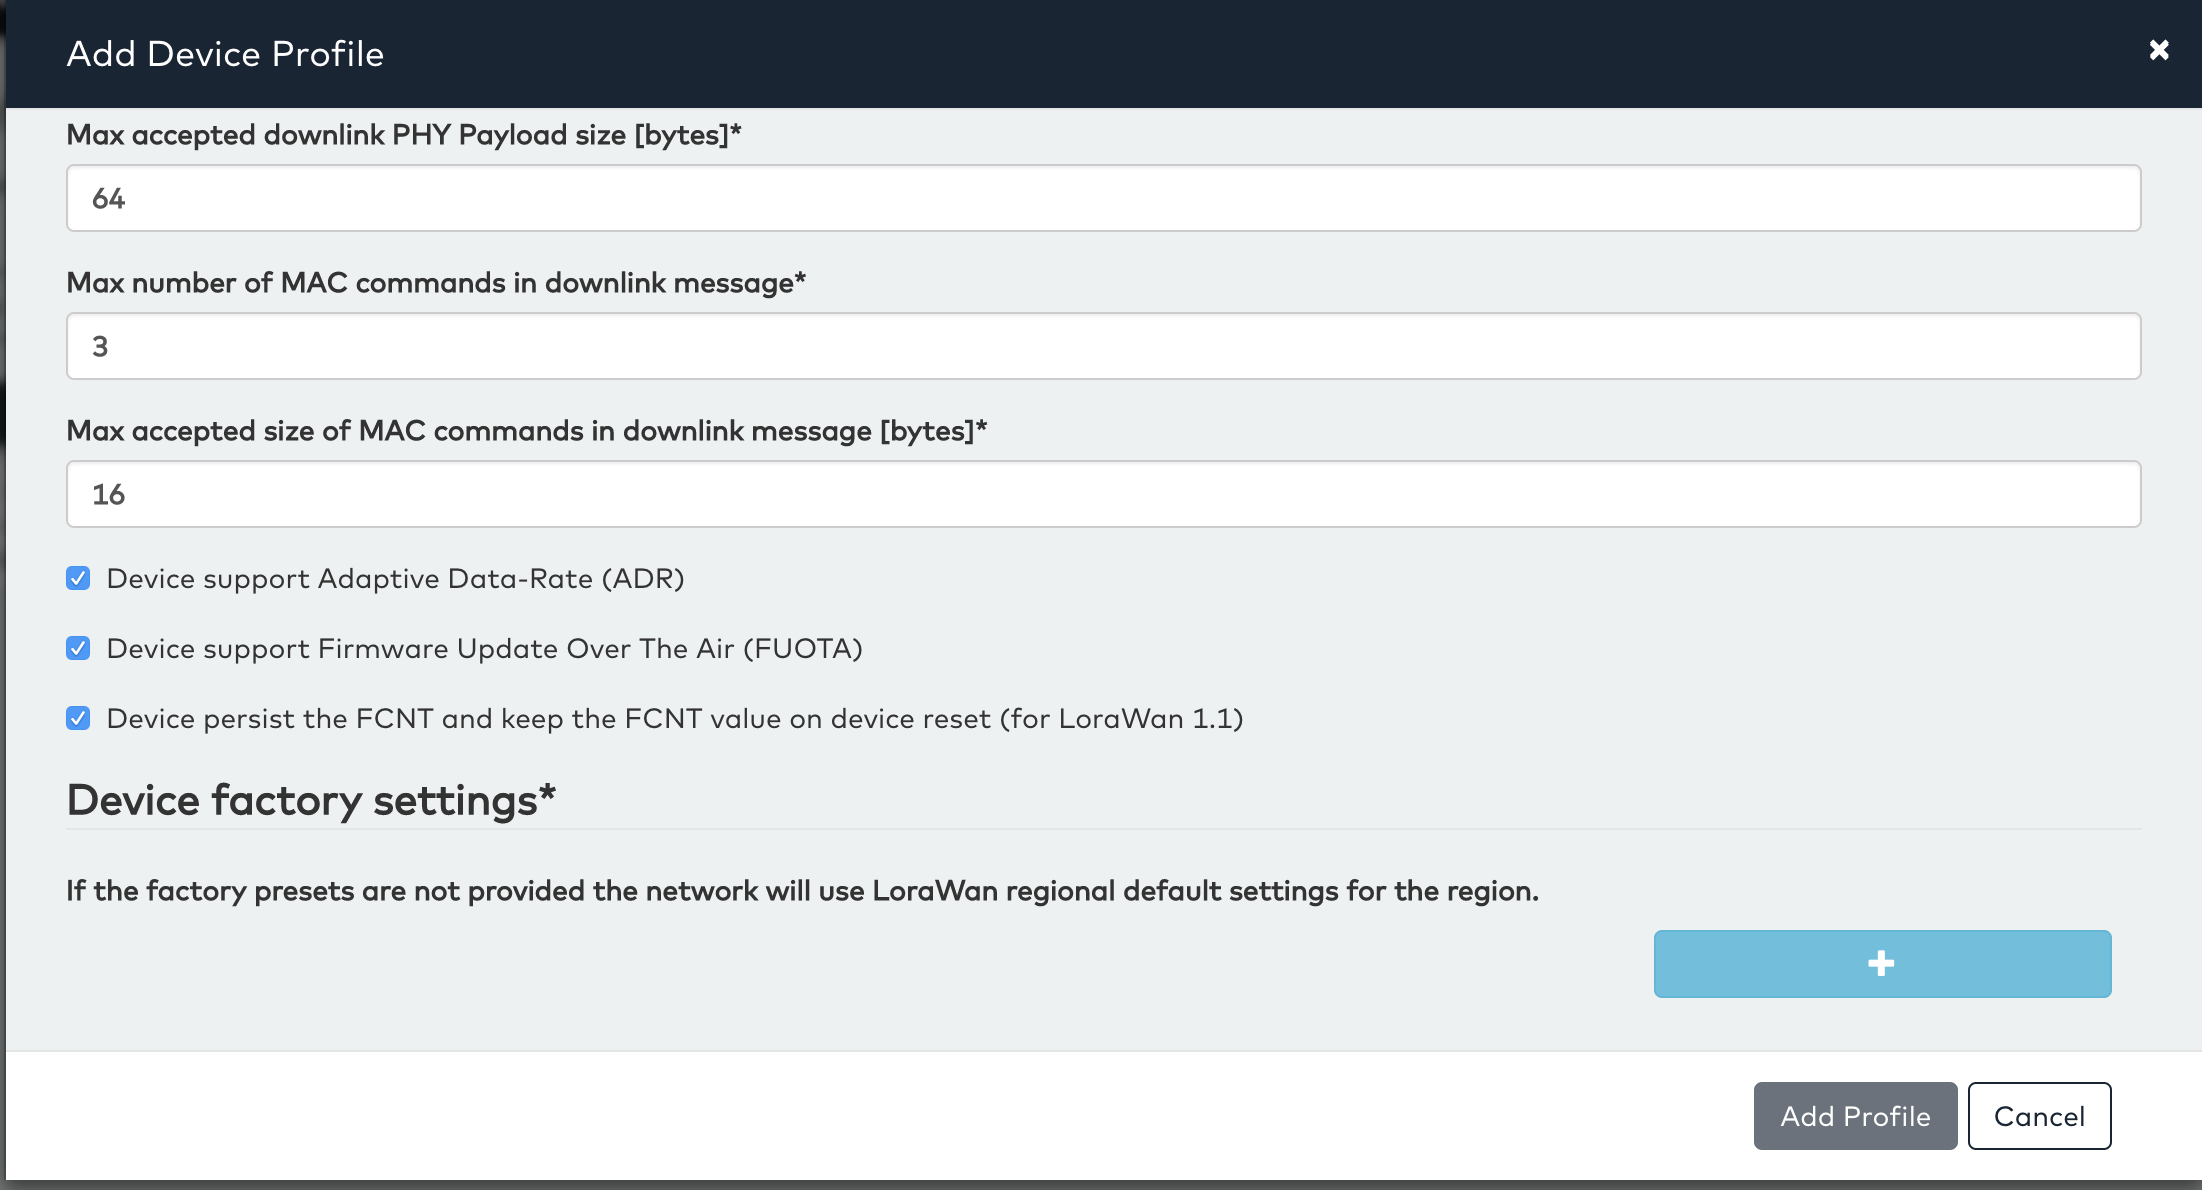 Add Device Profile
Max accepted downlink PHY Payload size [bytes]*
64
Max number of MAC commands in downlink message*
3
Max accepted size of MAC commands in downlink message [bytes]*
16
Device support Adaptive Data-Rate (ADR)
Device support Firmware Update Over The Air (FUOTA)
Device persist the FCNT and keep the FCNT value on device reset (for LoraWan 1.1)
Device factory settings*
If the factory presets are not provided the network will use LoraWan regional default settings for the region.
Add Profile
Cancel